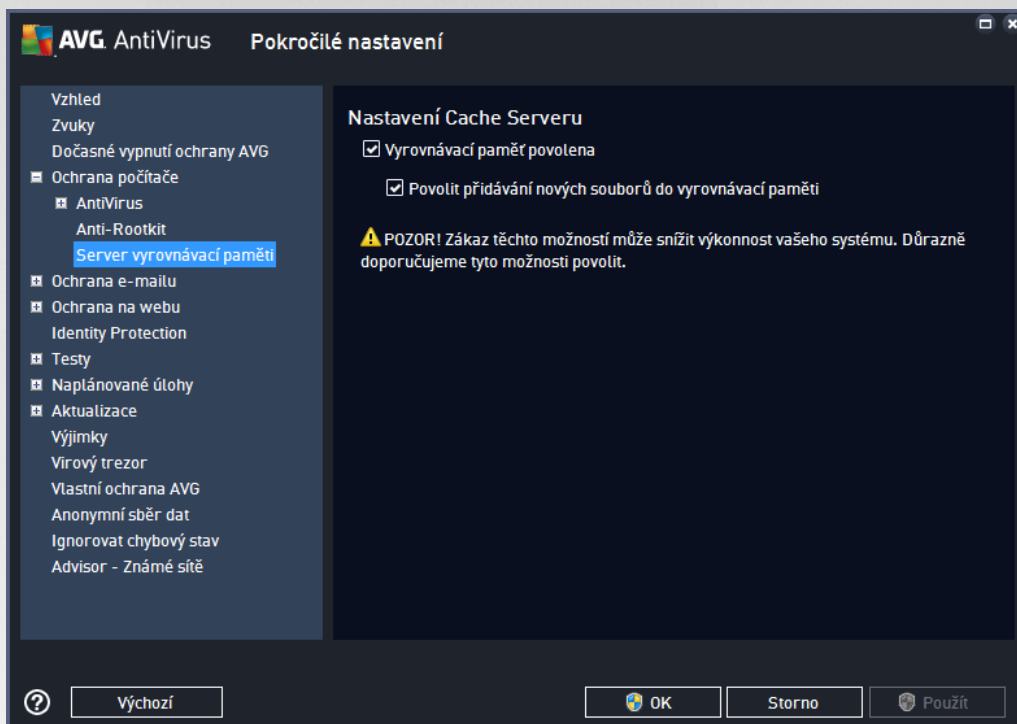 AVG. AntiVirus Pokročilé nastavení
Vzhled
Zvuky
Dočasné vypnutí ochrany AVG
Ochrana počítače
AntiVirus
Anti-Rootkit
Server vyrovnávací paměti
Ochrana e-mailu
Ochrana na webu
Identity Protection
Testy
Naplánované úlohy
Aktualizace
Výjimky
Virový trezor
Vlastní ochrana AVG
Anonymní sběr dat
Ignorovat chybový stav
Advisor - Známé sítě
Nastavení Cache Serveru
Vyrovnávací paměť povolena
Povolit přidávání nových souborů do vyrovnávací paměti
POZOR! Zákaz těchto možností může snížit výkonnost vašeho systému. Důrazně
doporučujeme tyto možnosti povolit.
? Výchozí OK Storno Použít